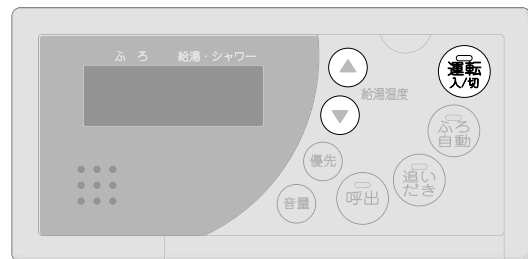 ふろ 給湯・シャワー
▲
運転
入/切
給湯温度
▼
ふろ
自動
優先
追い
だき
呼出
音量